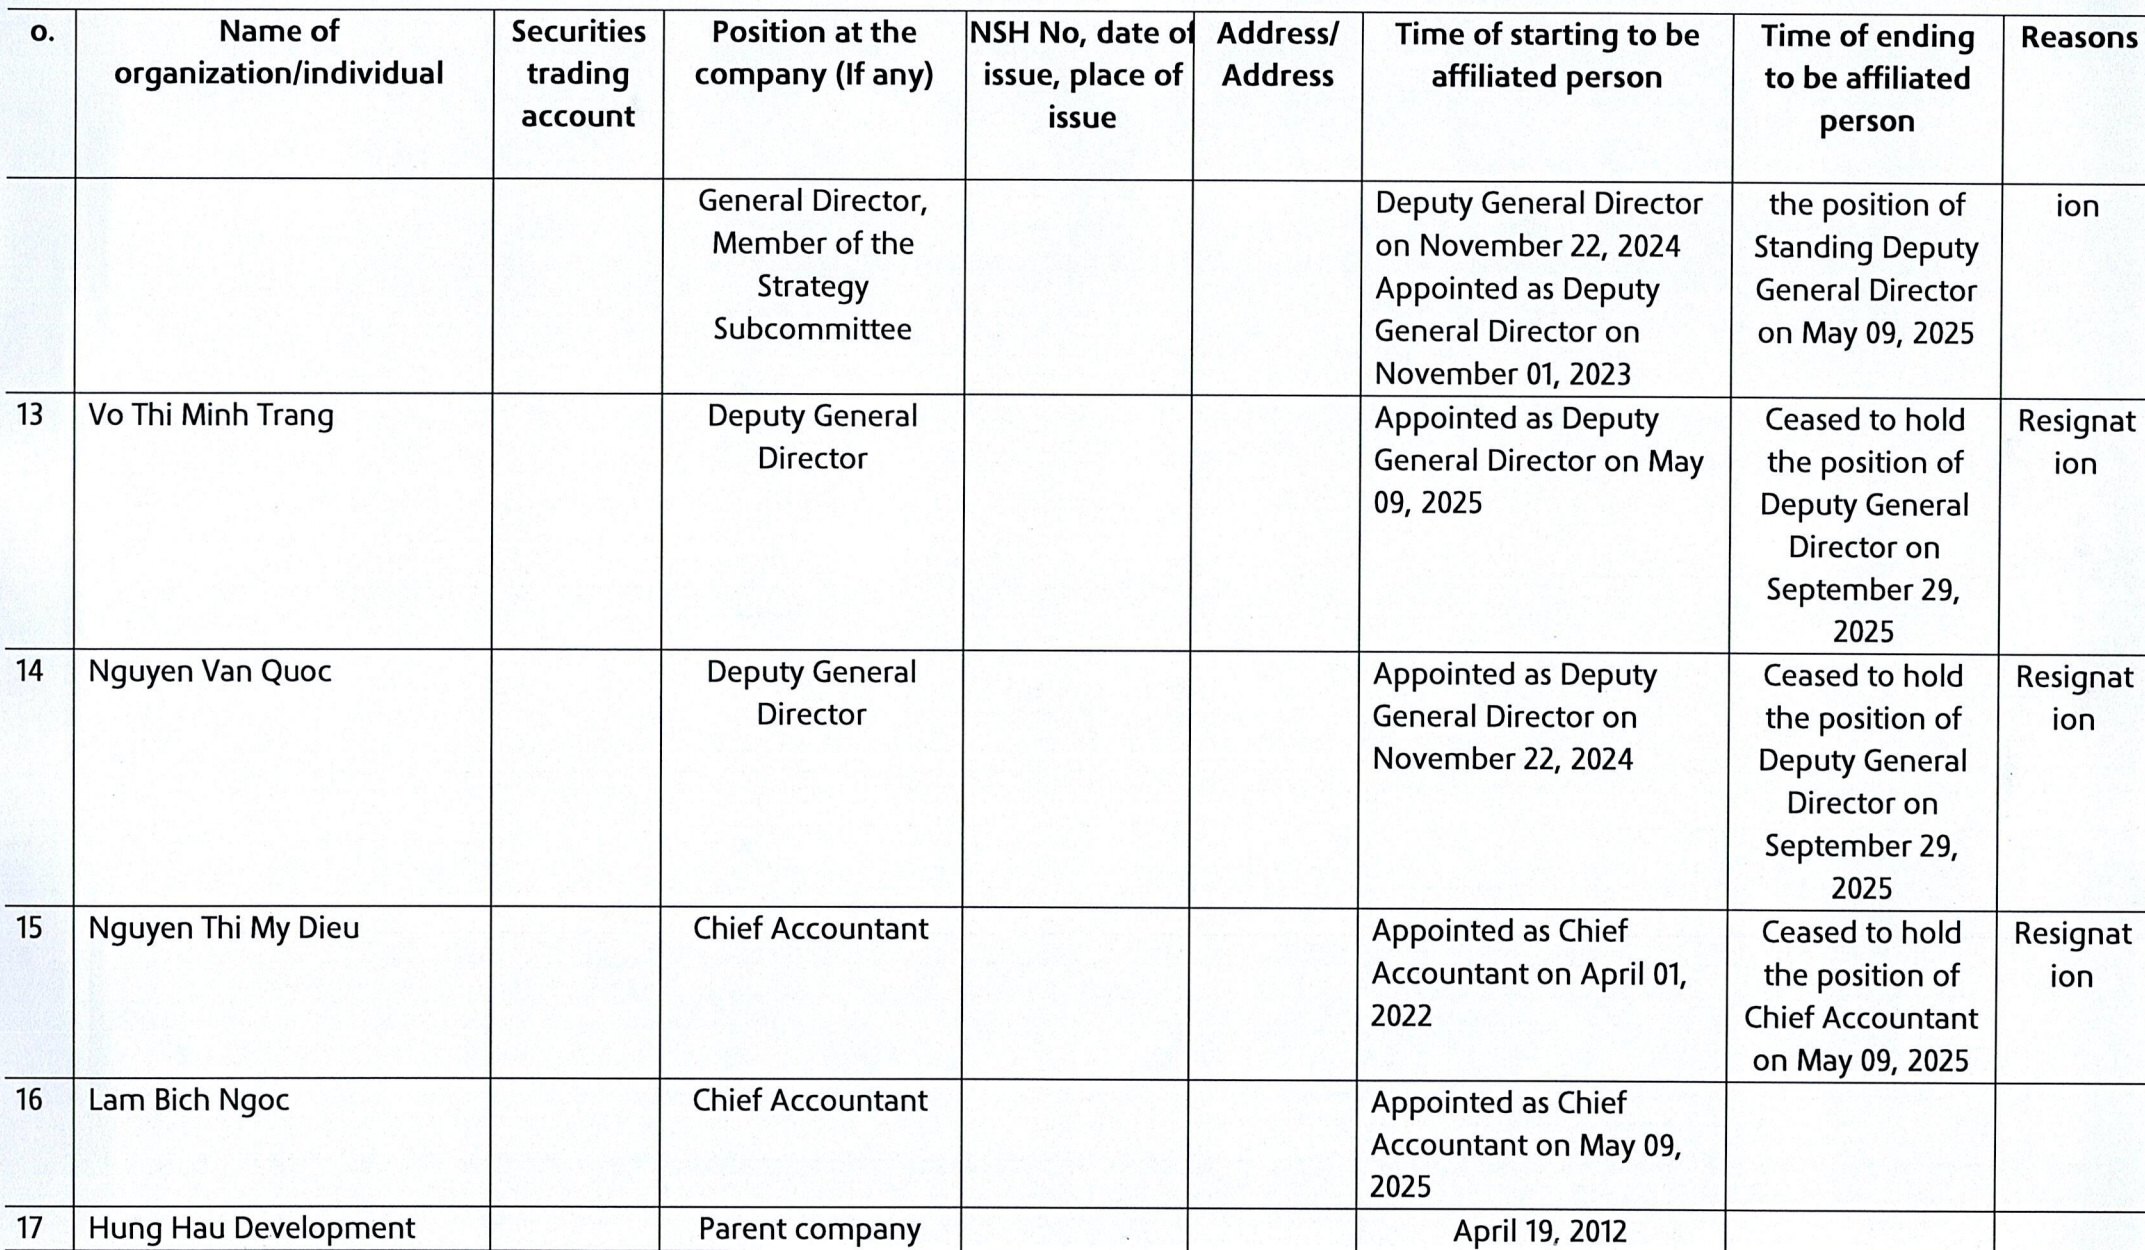 o.
Name of
organization/individual
Securities
trading
account
Position at the
company (If any)
NSH No, date of
issue, place of
issue
Address/
Address
Time of starting to be
affiliated person
Time of ending
to be affiliated
person
Reasons
General Director,
Member of the
Strategy
Subcommittee
Deputy General Director
on November 22, 2024
Appointed as Deputy
General Director on
November 01, 2023
the position of
Standing Deputy
General Director
on May 09, 2025
ion
13
Vo Thi Minh Trang
Deputy General
Director
Appointed as Deputy
General Director on May
09, 2025
Ceased to hold
the position of
Deputy General
Director on
September 29,
2025
Resignat
ion
14
Nguyen Van Quoc
Deputy General
Director
Appointed as Deputy
General Director on
November 22, 2024
Ceased to hold
the position of
Deputy General
Director on
September 29,
2025
Resignat
ion
15
Nguyen Thi My Dieu
Chief Accountant
Appointed as Chief
Accountant on April 01,
2022
Ceased to hold
the position of
Chief Accountant
on May 09, 2025
Resignat
ion
16
Lam Bich Ngoc
Chief Accountant
Appointed as Chief
Accountant on May 09,
2025
17
Hung Hau Development
Parent company
April 19, 2012